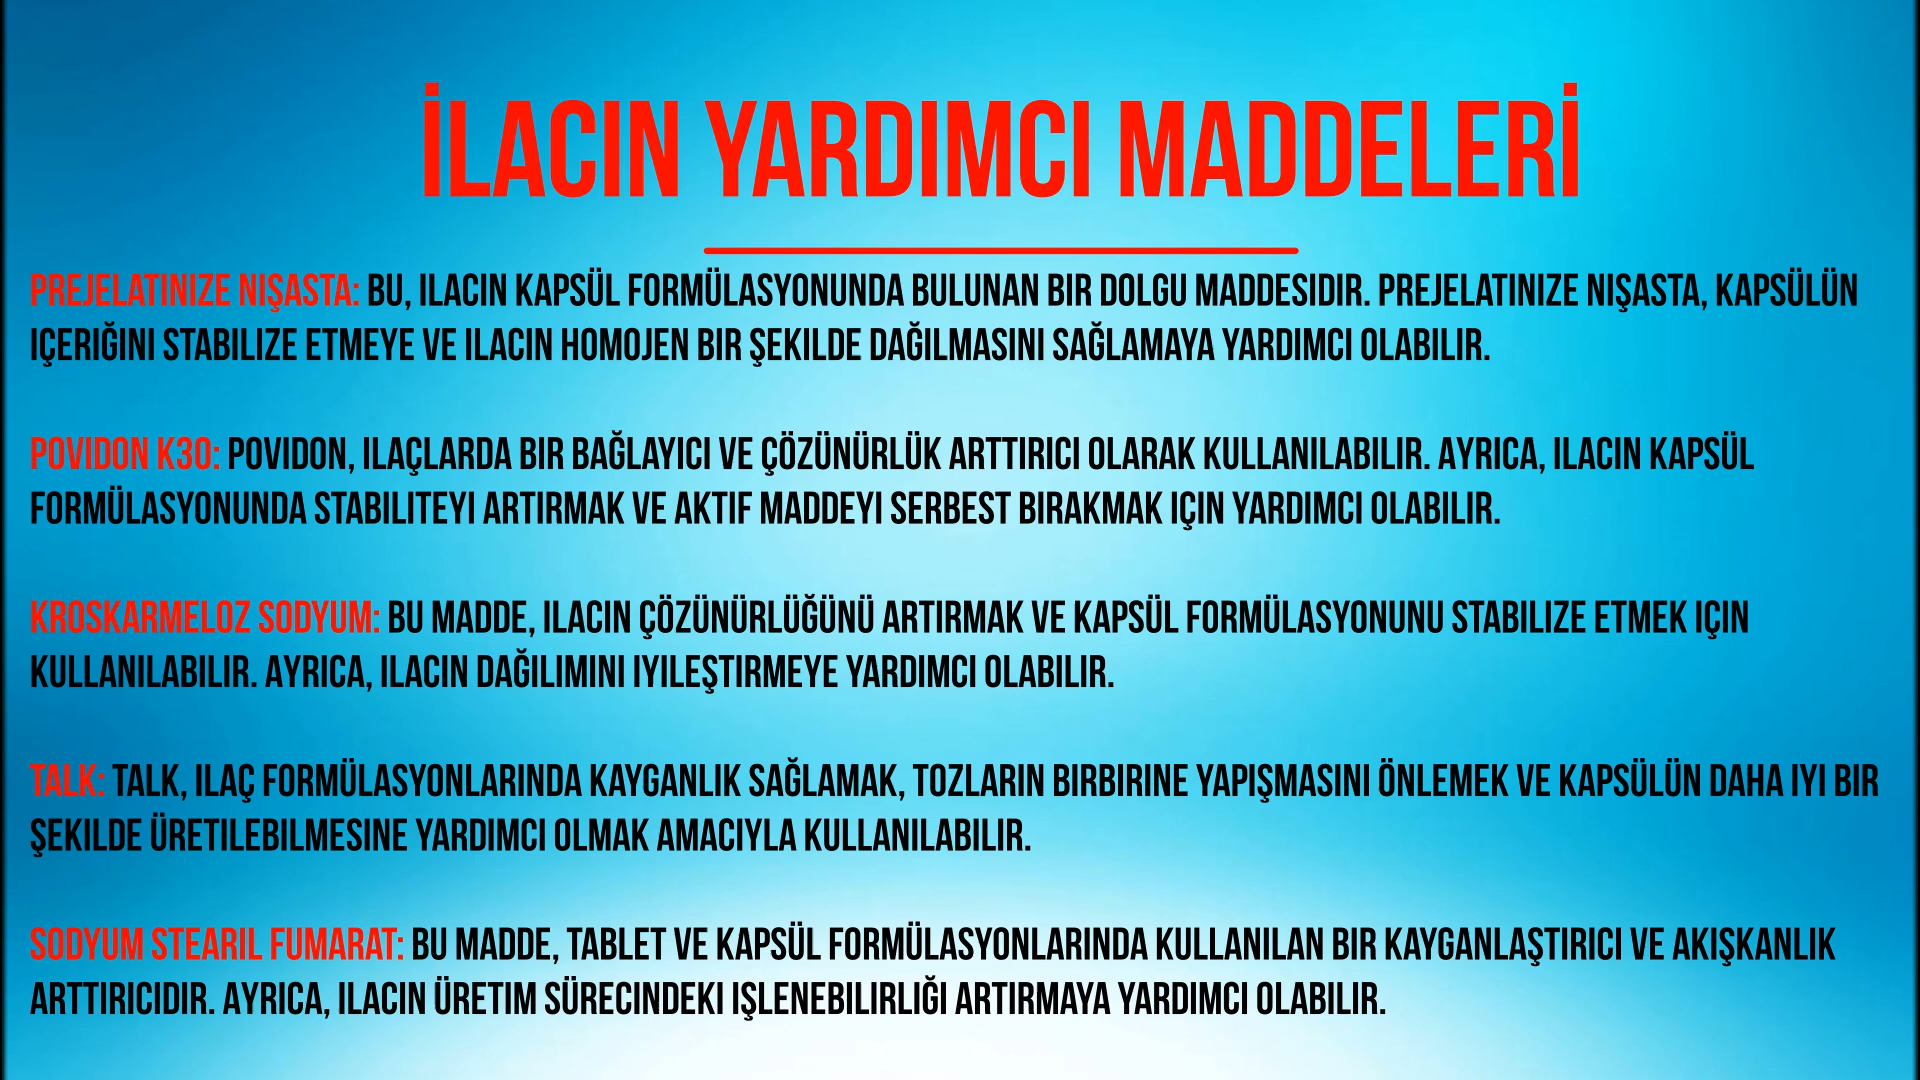 İLACIN YARDIMCI MADDELERİ
PREJELATINIZE NIŞASTA: BU, ILACIN KAPSÜL FORMÜLASYONUNDA BULUNAN BIR DOLGU MADDESIDIR. PREJELATINIZE NIŞASTA, KAPSÜLÜN
IÇERIĞINI STABILIZE ETMEYE VE ILACIN HOMOJEN BIR ŞEKILDE DAĞILMASINI SAĞLAMAYA YARDIMCI OLABILIR.
POVIDON K30: POVIDON, ILAÇLARDA BIR BAĞLAYICI VE ÇÖZÜNÜRLÜK ARTTIRICI OLARAK KULLANILABILIR. AYRICA, ILACIN KAPSÜL
FORMÜLASYONUNDA STABILITEYI ARTIRMAK VE AKTIF MADDEYI SERBEST BIRAKMAK IÇIN YARDIMCI OLABILIR.
KROSKARMELOZ SODYUM: BU MADDE, ILACIN ÇÖZÜNÜRLÜĞÜNÜ ARTIRMAK VE KAPSÜL FORMÜLASYONUNU STABILIZE ETMEK IÇIN
KULLANILABILIR. AYRICA, ILACIN DAĞILIMINI IYILEŞTIRMEYE YARDIMCI OLABILIR.
TALK: TALK, ILAÇ FORMÜLASYONLARINDA KAYGANLIK SAĞLAMAK, TOZLARIN BIRBIRINE YAPIŞMASINI ÖNLEMEK VE KAPSÜLÜN DAHA IYI BIR
ŞEKILDE ÜRETILEBILMESINE YARDIMCI OLMAK AMACIYLA KULLANILABILIR.
SODYUM STEARIL FUMARAT: BU MADDE, TABLET VE KAPSÜL FORMÜLASYONLARINDA KULLANILAN BIR KAYGANLAŞTIRICI VE AKIŞKANLIK
ARTTIRICIDIR. AYRICA, ILACIN ÜRETIM SÜRECINDEKI IŞLENEBILIRLIĞI ARTIRMAYA YARDIMCI OLABILIR.